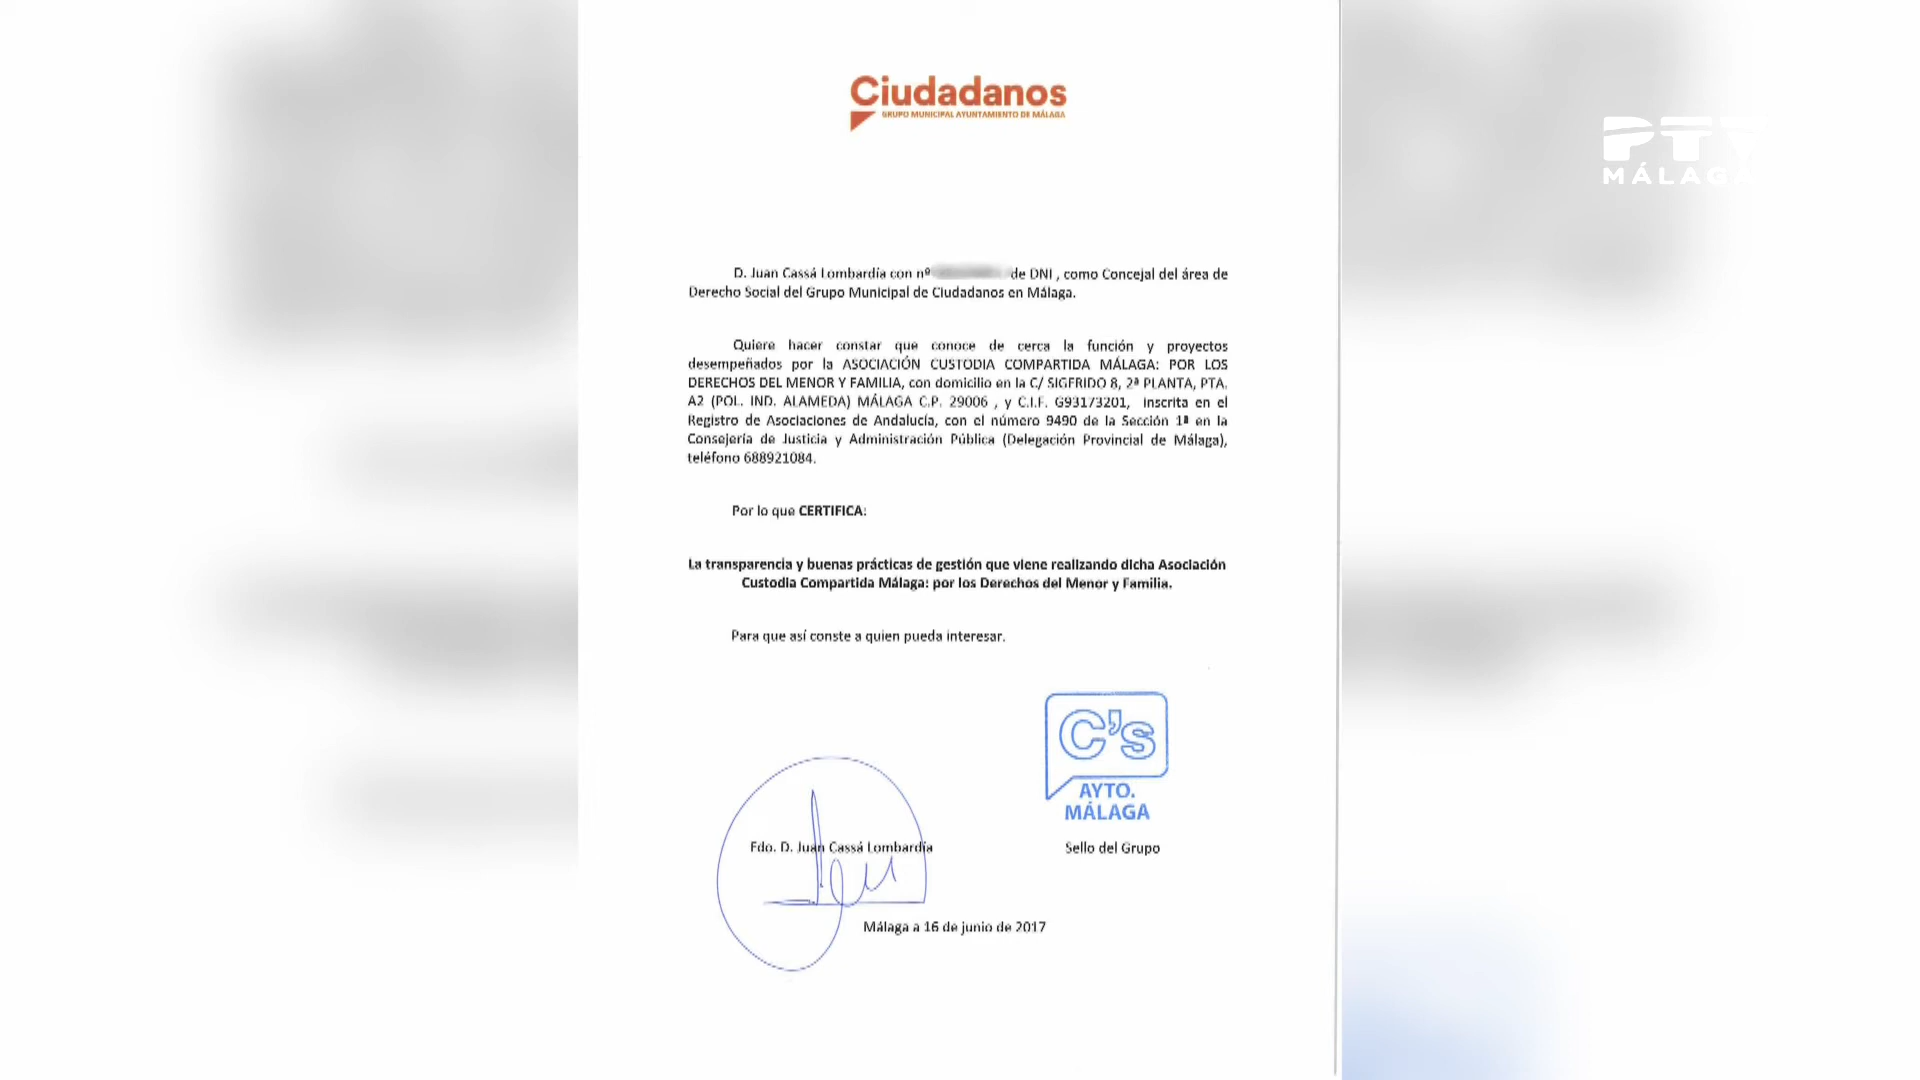 Ciudadanos
GRUPO MUNICIPAL AYUNTAMIENTO DE MÁLAGA
PTV
MÁLAGA
D. Juan Cassá Lombardía con nº de DNI , como Concejal del área de
Derecho Social del Grupo Municipal de Ciudadanos en Málaga.
Quiere hacer constar que conoce de cerca la función y proyectos
desempeñados por la ASOCIACIÓN CUSTODIA COMPARTIDA MÁLAGA: POR LOS
DERECHOS DEL MENOR Y FAMILIA, con domicilio en la C/ SIGFRIDO 8, 2ª PLANTA, PTA.
A2 (POL. IND. ALAMEDA) MÁLAGA C.P. 29006 , y C.I.F. G93173201, inscrita en el
Registro de Asociaciones de Andalucía, con el número 9490 de la Sección 1ª en la
Consejería de Justicia y Administración Pública (Delegación Provincial de Málaga),
teléfono 688921084.
Por lo que CERTIFICA:
La transparencia y buenas prácticas de gestión que viene realizando dicha Asociación
Custodia Compartida Málaga: por los Derechos del Menor y Familia.
Para que así conste a quien pueda interesar.
C's
AYTO.
MÁLAGA
Fdo. D. Juan Cassá Lombardía
Sello del Grupo
Málaga a 16 de junio de 2017